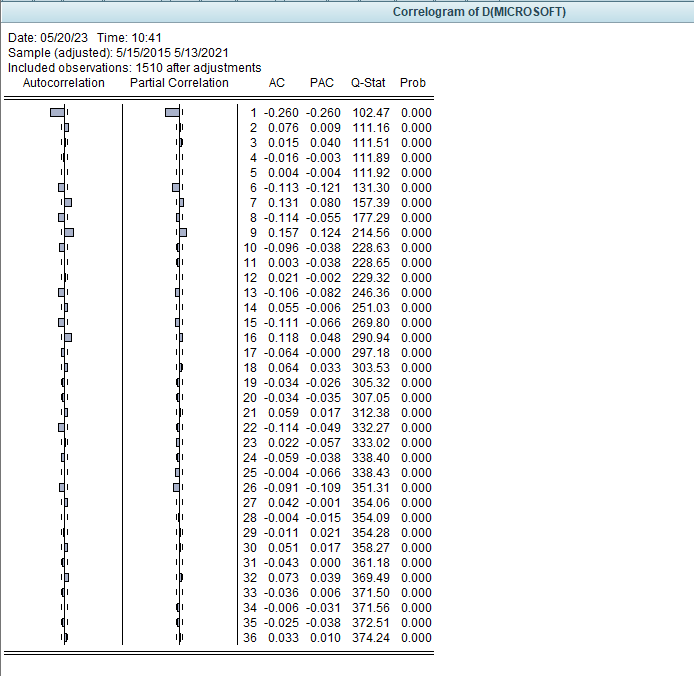 Correlogram of D(MICROSOFT)
Date: 05/20/23 Time: 10:41
Sample (adjusted): 5/15/2015 5/13/2021
Included observations: 1510 after adjustments
Autocorrelation Partial Correlation AC PAC Q-Stat Prob
1 -0.260 -0.260 102.47 0.000
2 0.076 0.009 111.16 0.000
3 0.015 0.040 111.51 0.000
4 -0.016 -0.003 111.89 0.000
5 0.004 -0.004 111.92 0.000
6 -0.113 -0.121 131.30 0.000
7 0.131 0.080 157.39 0.000
8 -0.114 -0.055 177.29 0.000
9 0.157 0.124 214.56 0.000
10 -0.096 -0.038 228.63 0.000
11 0.003 -0.038 228.65 0.000
12 0.021 -0.002 229.32 0.000
13 -0.106 -0.082 246.36 0.000
14 0.055 -0.006 251.03 0.000
15 -0.111 -0.066 269.80 0.000
16 0.118 0.048 290.94 0.000
17 -0.064 -0.000 297.18 0.000
18 0.064 0.033 303.53 0.000
19 -0.034 -0.026 305.32 0.000
20 -0.034 -0.035 307.05 0.000
21 0.059 0.017 312.38 0.000
22 -0.114 -0.049 332.27 0.000
23 0.022 -0.057 333.02 0.000
24 -0.059 -0.038 338.40 0.000
25 -0.004 -0.066 338.43 0.000
26 -0.091 -0.109 351.31 0.000
27 0.042 -0.001 354.06 0.000
28 -0.004 -0.015 354.09 0.000
29 -0.011 0.021 354.28 0.000
30 0.051 0.017 358.27 0.000
31 -0.043 0.000 361.18 0.000
32 0.073 0.039 369.49 0.000
33 -0.036 0.006 371.50 0.000
34 -0.006 -0.031 371.56 0.000
35 -0.025 -0.038 372.51 0.000
36 0.033 0.010 374.24 0.000